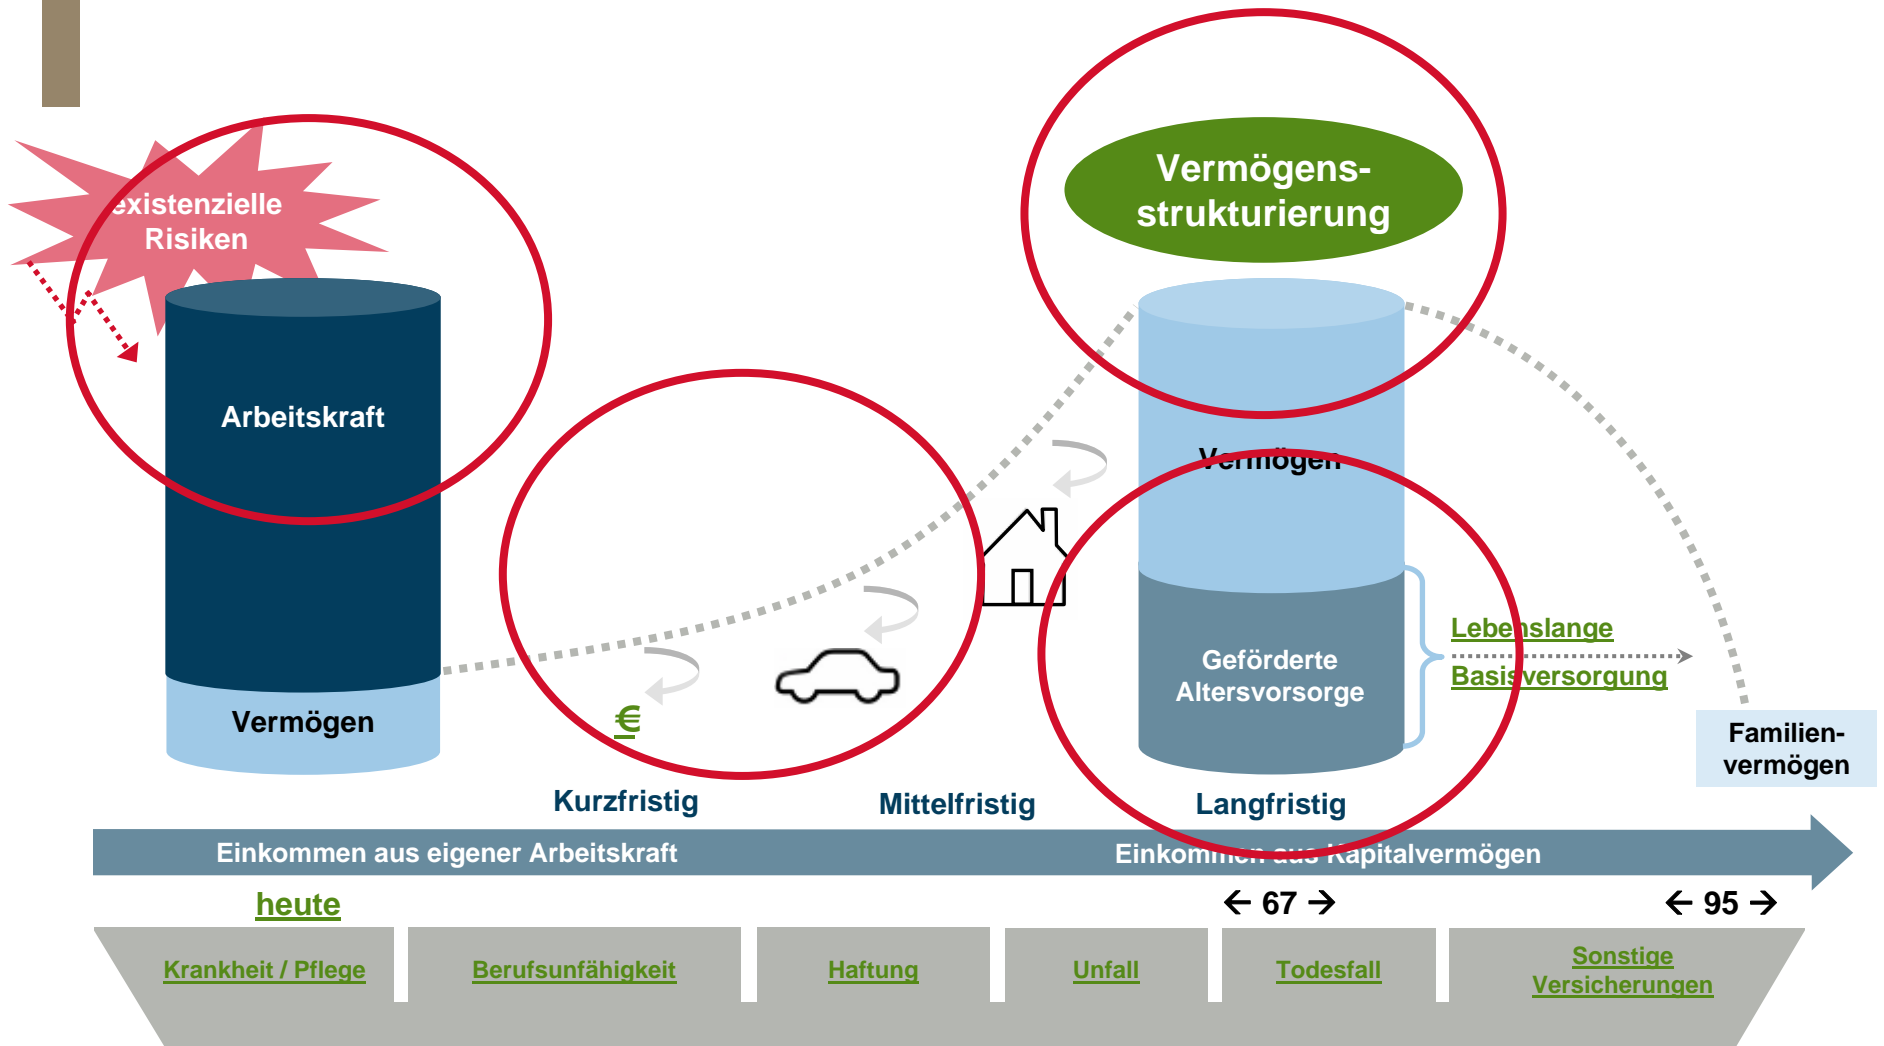 Vermögens-
strukturierung
existenzielle
Risiken
Arbeitskraft
Vermögen
Vermögen
€
Geförderte
Altersvorsorge
Lebenslange
Basisversorgung
Familien-
vermögen
Kurzfristig
Mittelfristig
Langfristig
Einkommen aus eigener Arbeitskraft
Einkommen aus Kapitalvermögen
heute
← 67 →
← 95 →
Krankheit / Pflege
Berufsunfähigkeit
Haftung
Unfall
Todesfall
Sonstige
Versicherungen